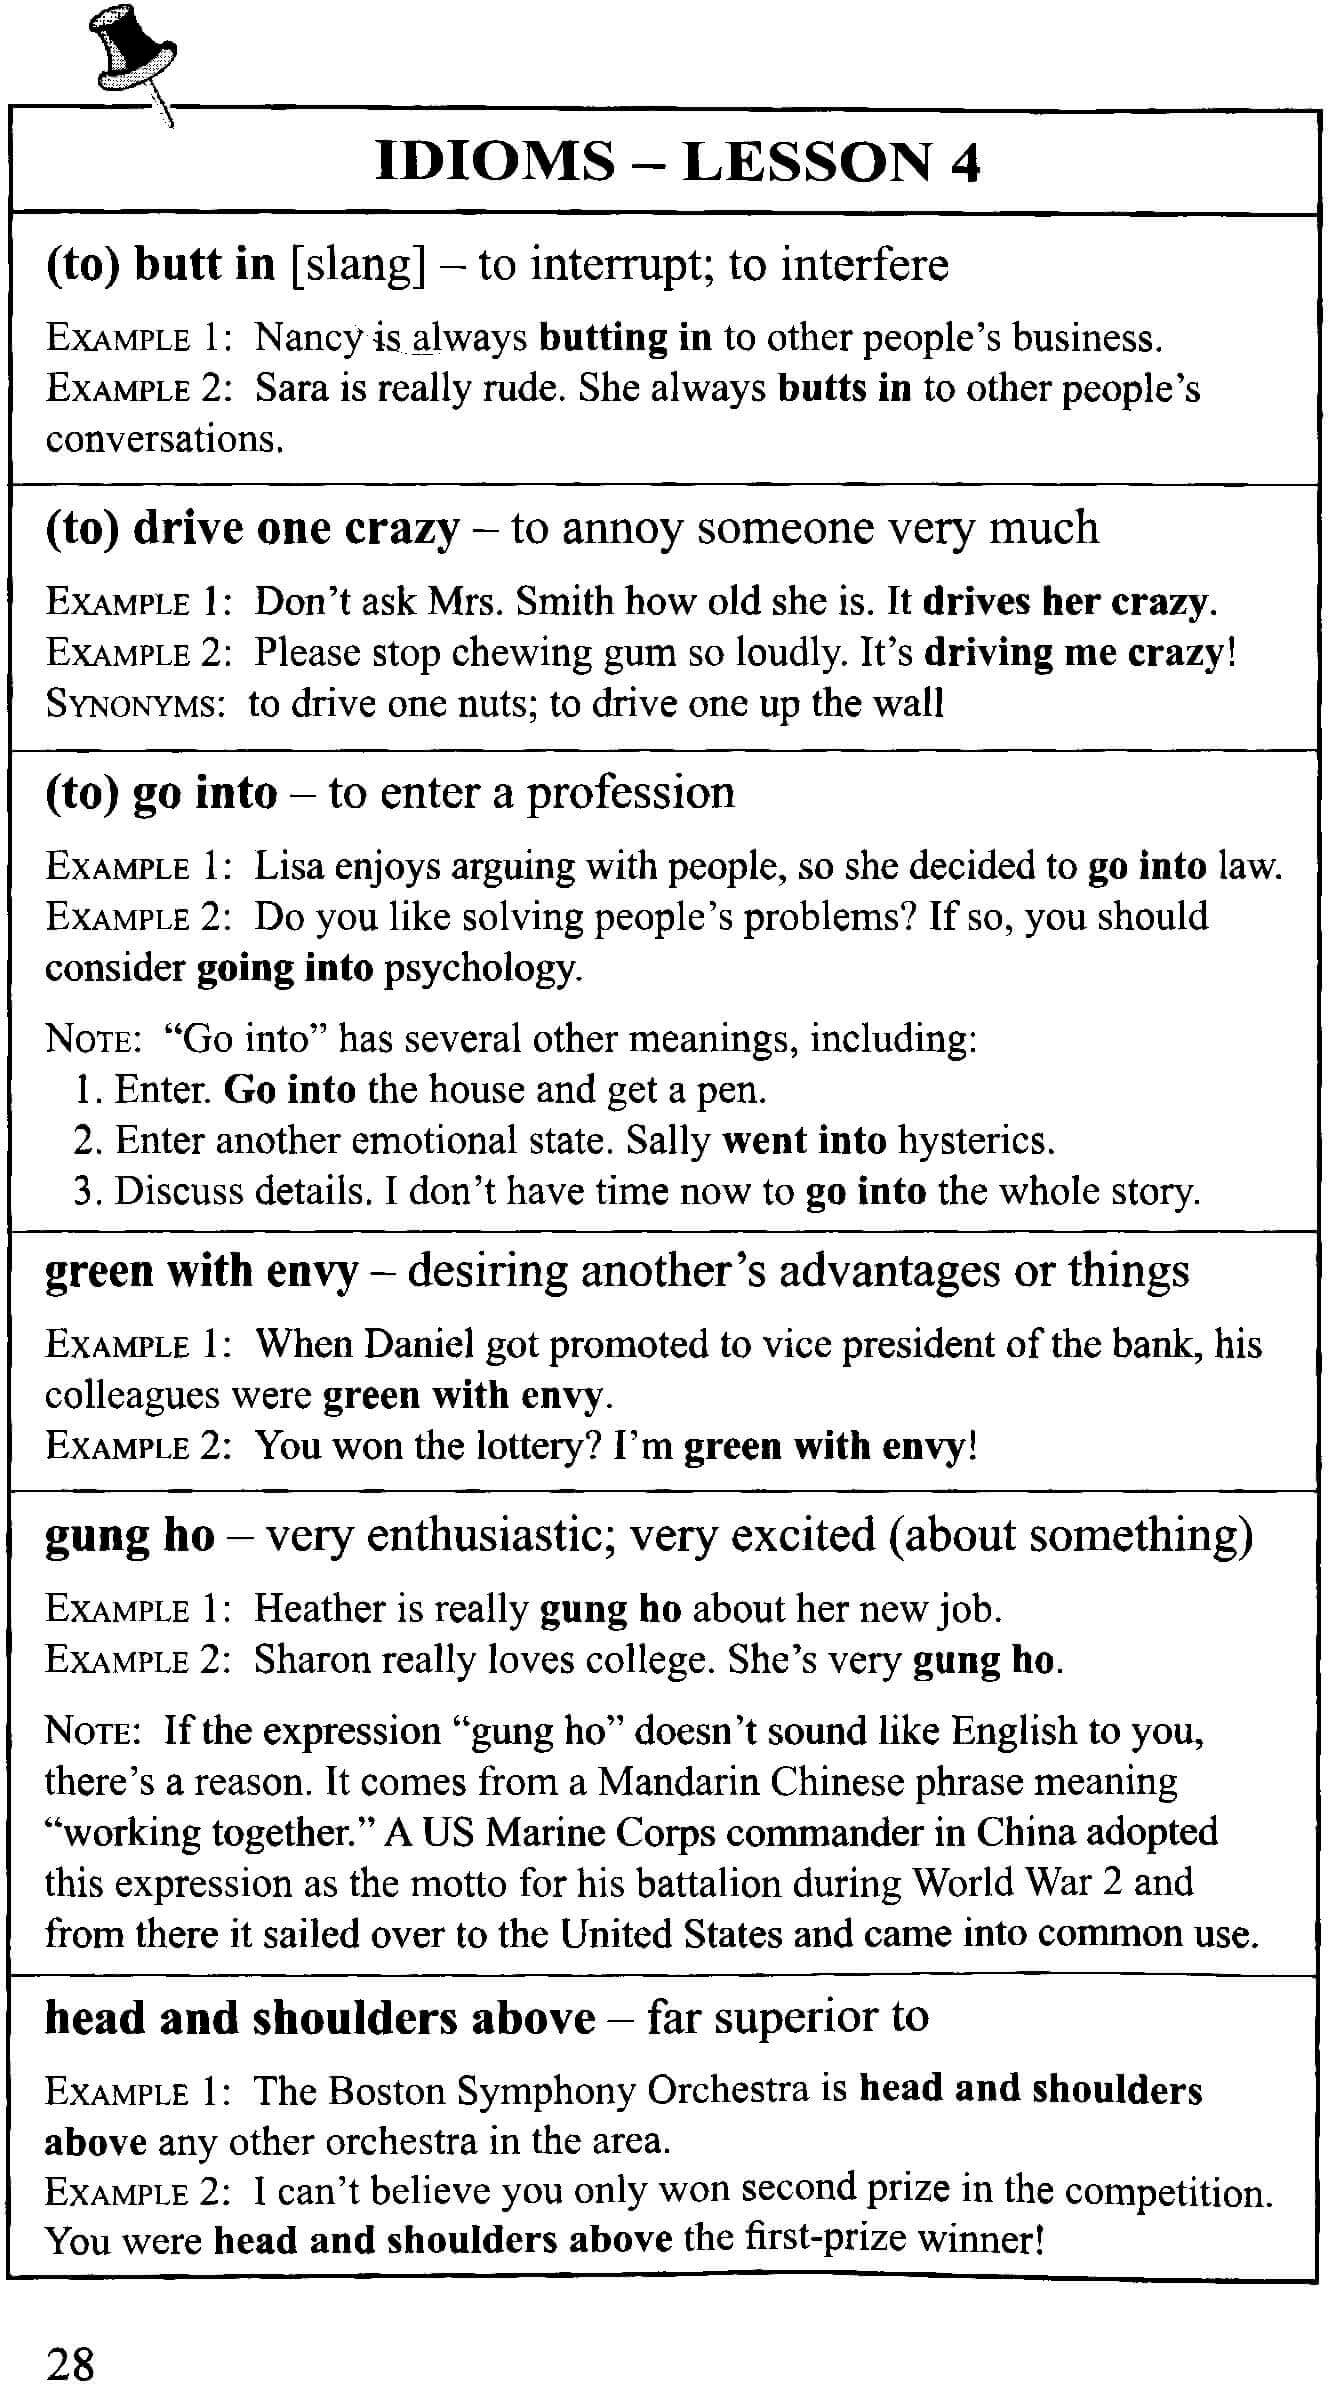 IDIOMS – LESSON 4
(to) butt in [slang] – to interrupt; to interfere
EXAMPLE 1: Nancy is always butting in to other people's business.
EXAMPLE 2: Sara is really rude. She always butts in to other people's
conversations.
(to) drive one crazy – to annoy someone very much
EXAMPLE 1: Don't ask Mrs. Smith how old she is. It drives her crazy.
EXAMPLE 2: Please stop chewing gum so loudly. It's driving me crazy!
SYNONYMS: to drive one nuts; to drive one up the wall
(to) go into – to enter a profession
EXAMPLE 1: Lisa enjoys arguing with people, so she decided to go into law.
EXAMPLE 2: Do you like solving people's problems? If so, you should
consider going into psychology.
NOTE: “Go into” has several other meanings, including:
1. Enter. Go into the house and get a pen.
2. Enter another emotional state. Sally went into hysterics.
3. Discuss details. I don't have time now to go into the whole story.
green with envy – desiring another's advantages or things
EXAMPLE 1: When Daniel got promoted to vice president of the bank, his
colleagues were green with envy.
EXAMPLE 2: You won the lottery? I'm green with envy!
gung ho – very enthusiastic; very excited (about something)
EXAMPLE 1: Heather is really gung ho about her new job.
EXAMPLE 2: Sharon really loves college. She's very gung ho.
NOTE: If the expression “gung ho” doesn't sound like English to you,
there's a reason. It comes from a Mandarin Chinese phrase meaning
“working together.” A US Marine Corps commander in China adopted
this expression as the motto for his battalion during World War 2 and
from there it sailed over to the United States and came into common use.
head and shoulders above – far superior to
EXAMPLE 1: The Boston Symphony Orchestra is head and shoulders
above any other orchestra in the area.
EXAMPLE 2: I can't believe you only won second prize in the competition.
You were head and shoulders above the first-prize winner!
28